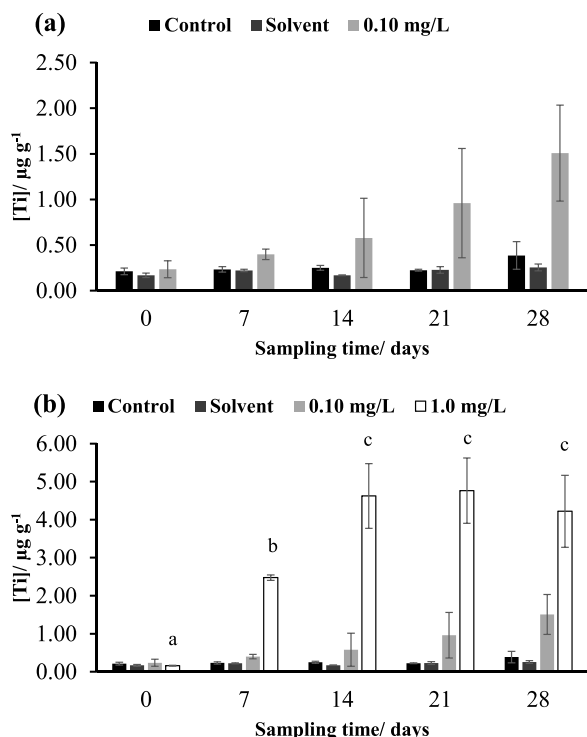 (a)
Control Solvent 0.10 mg/L
2.50
2.00
1.50
1.00
0.50
0.00
[Ti]/ µg g⁻¹
0 7 14 21 28
Sampling time/ days
(b)
Control Solvent 0.10 mg/L 1.0 mg/L
6.00
5.00
4.00
3.00
2.00
1.00
0.00
[Ti]/ µg g⁻¹
a b c c c
0 7 14 21 28
Sampling time/ days